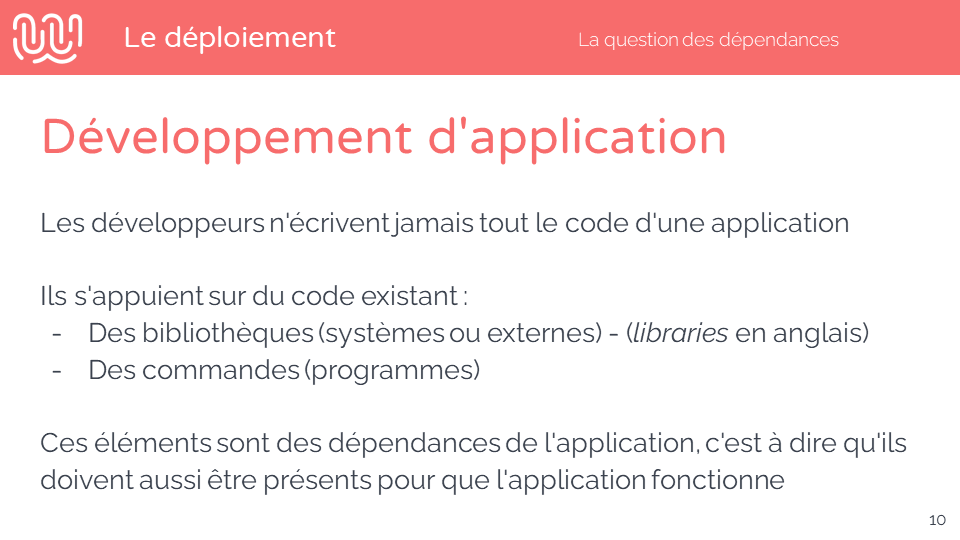 Le déploiement
La question des dépendances
Développement d'application
Les développeurs n'écrivent jamais tout le code d'une application
Ils s'appuient sur du code existant :
- Des bibliothèques (systèmes ou externes) - (libraries en anglais)
- Des commandes (programmes)
Ces éléments sont des dépendances de l'application, c'est à dire qu'ils
doivent aussi être présents pour que l'application fonctionne
10